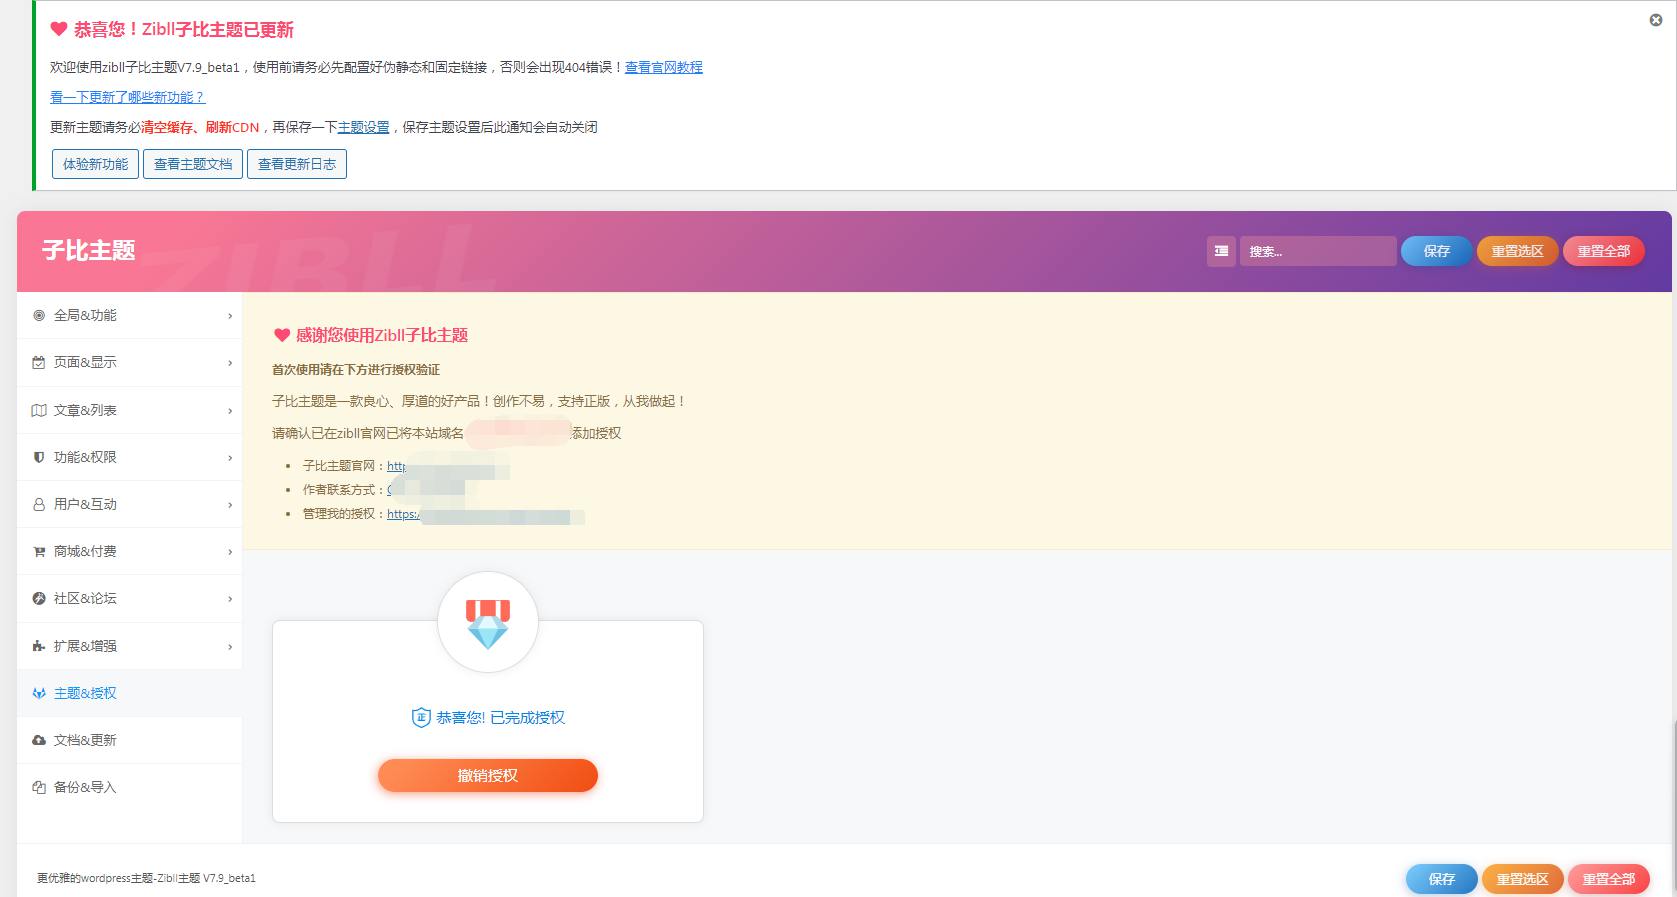 恭喜您！Zibll子比主题已更新
欢迎使用zibll子比主题V7.9_beta1，使用前请务必先配置好伪静态和固定链接，否则会出现404错误！查看官网教程
看一下更新了哪些新功能？
更新主题请务必清空缓存、刷新CDN，再保存一下主题设置，保存主题设置后此通知会自动关闭
体验新功能 查看主题文档 查看更新日志
子比主题
ZIBLL
搜索... 保存 重置选区 重置全部
全局&功能
页面&显示
文章&列表
功能&权限
用户&互动
商城&付费
社区&论坛
扩展&增强
主题&授权
文档&更新
备份&导入
感谢您使用Zibll子比主题
首次使用请在下方进行授权验证
子比主题是一款良心、厚道的好产品！创作不易，支持正版，从我做起！
请确认已在zibll官网已将本站域名 添加授权
子比主题官网：http
作者联系方式：
管理我的授权：https:/
正 恭喜您! 已完成授权
撤销授权
更优雅的wordpress主题-Zibll主题 V7.9_beta1
保存 重置选区 重置全部